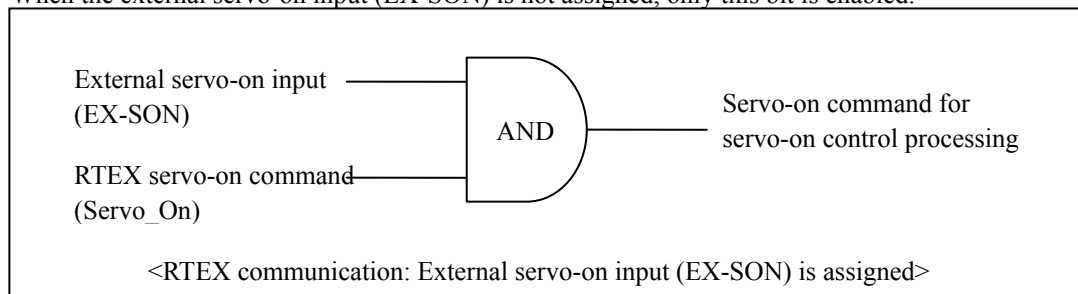 When the external servo-on input (EX-SON) is not assigned, only this bit is enabled.
External servo-on input
(EX-SON)
AND
Servo-on command for
servo-on control processing
RTEX servo-on command
(Servo_On)
<RTEX communication: External servo-on input (EX-SON) is assigned>